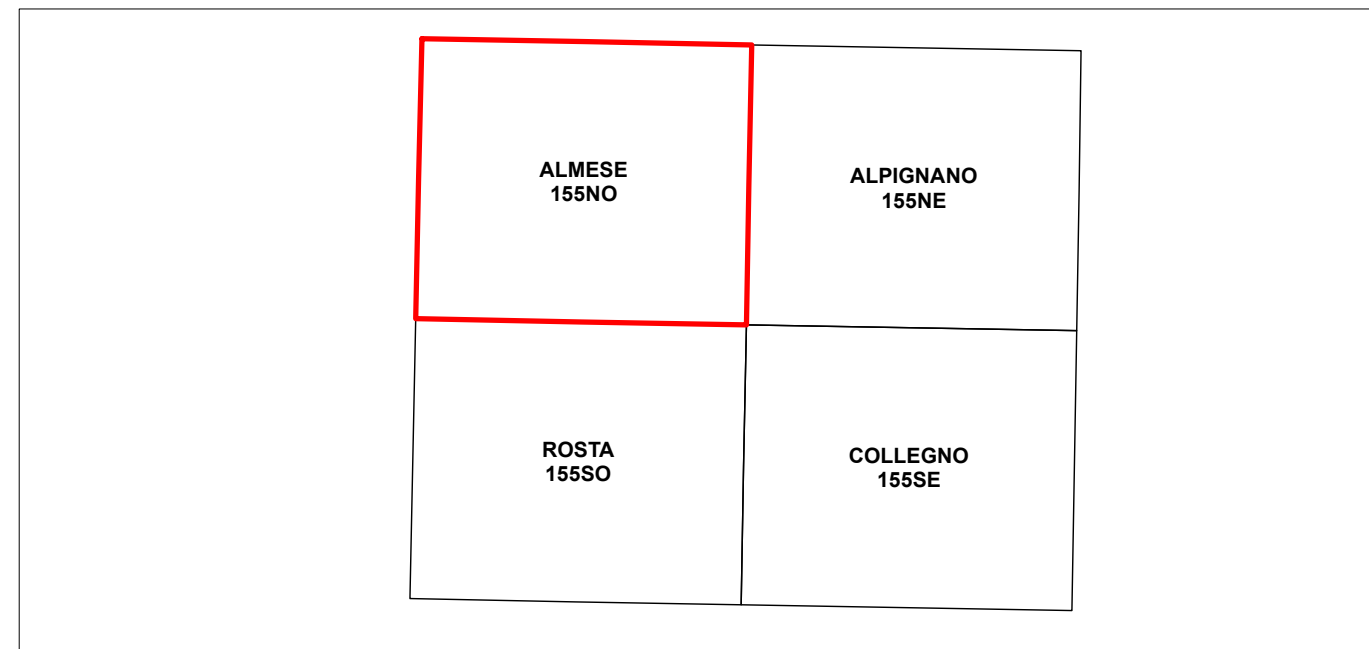 ALMESE
155NO
ALPIGNANO
155NE
ROSTA
155SO
COLLEGNO
155SE